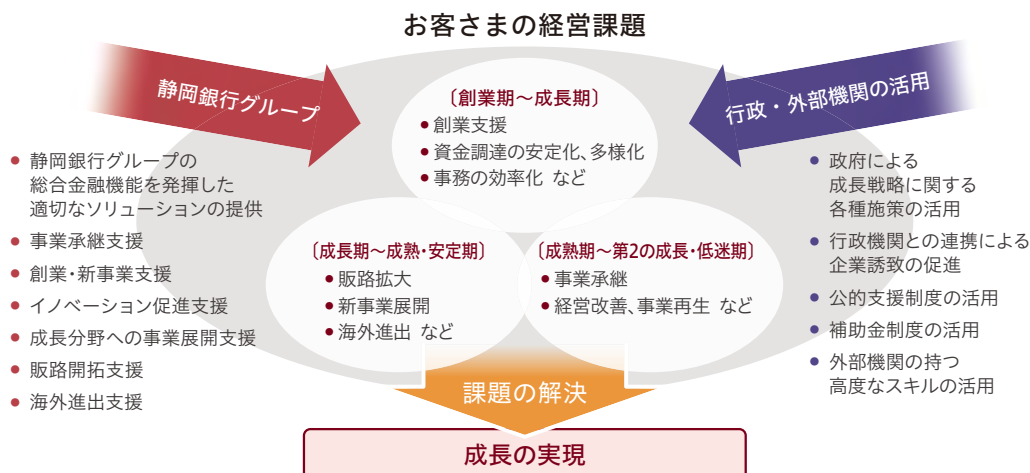 お客さまの経営課題
静岡銀行グループ
● 静岡銀行グループの
総合金融機能を発揮した
適切なソリューションの提供
● 事業承継支援
● 創業・新事業支援
● イノベーション促進支援
● 成長分野への事業展開支援
● 販路開拓支援
● 海外進出支援
〔創業期～成長期〕
● 創業支援
● 資金調達の安定化、多様化
● 事務の効率化 など
〔成長期～成熟・安定期〕
● 販路拡大
● 新事業展開
● 海外進出 など
〔成熟期～第2の成長・低迷期〕
● 事業承継
● 経営改善、事業再生 など
行政・外部機関の活用
● 政府による
成長戦略に関する
各種施策の活用
● 行政機関との連携による
企業誘致の促進
● 公的支援制度の活用
● 補助金制度の活用
● 外部機関の持つ
高度なスキルの活用
課題の解決
成長の実現